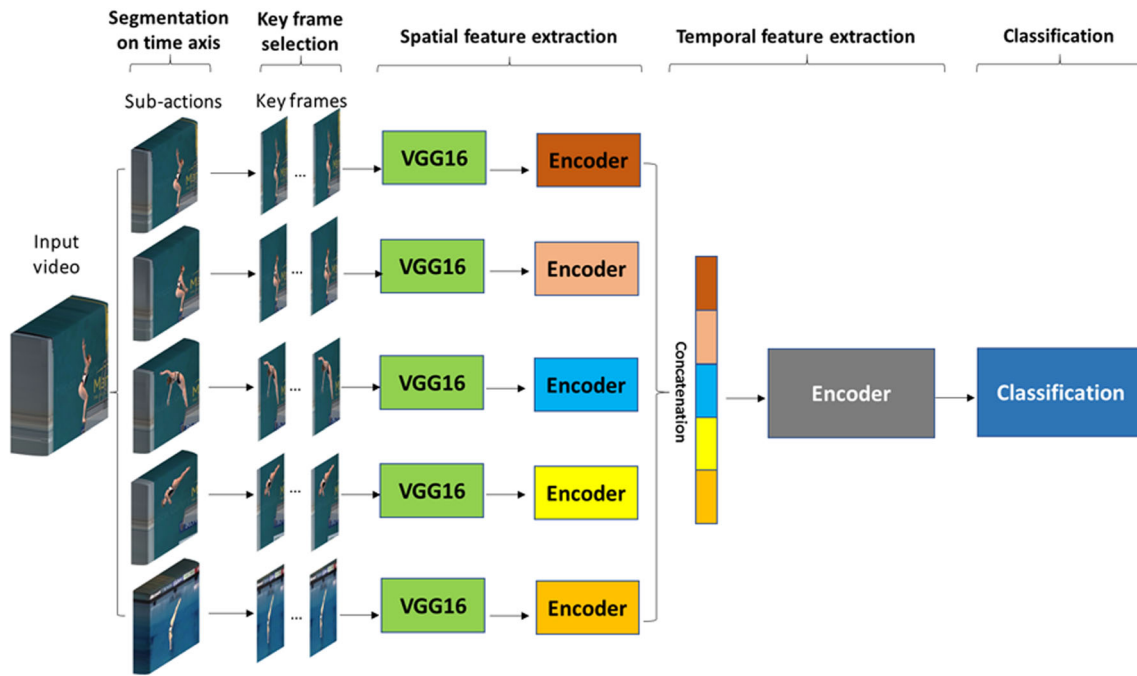 Segmentation
on time axis
Key frame
selection
Spatial feature extraction
Temporal feature extraction
Classification
Sub-actions
Key frames
Input
video
...
VGG16
Encoder
...
VGG16
Encoder
...
VGG16
Encoder
...
VGG16
Encoder
...
VGG16
Encoder
Concatenation
Encoder
Classification